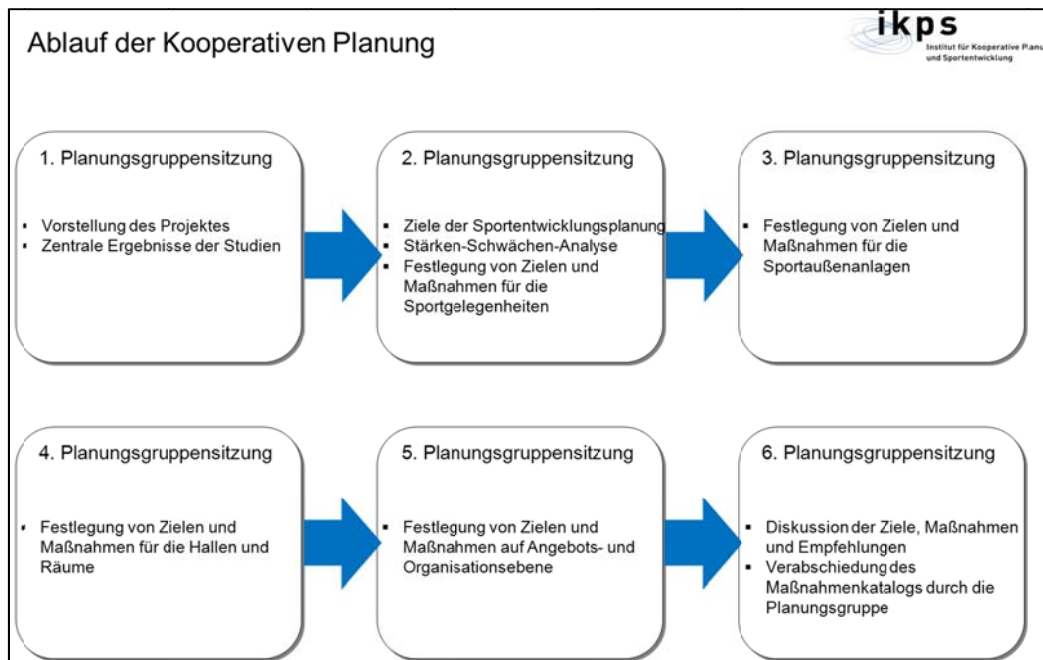 Ablauf der Kooperativen Planung
ikps
Institut für Kooperative Planu
und Sportentwicklung
1. Planungsgruppensitzung
▪ Vorstellung des Projektes
▪ Zentrale Ergebnisse der Studien
2. Planungsgruppensitzung
▪ Ziele der Sportentwicklungsplanung
▪ Stärken-Schwächen-Analyse
▪ Festlegung von Zielen und
Maßnahmen für die
Sportgelegenheiten
3. Planungsgruppensitzung
▪ Festlegung von Zielen und
Maßnahmen für die
Sportaußenanlagen
4. Planungsgruppensitzung
▪ Festlegung von Zielen und
Maßnahmen für die Hallen und
Räume
5. Planungsgruppensitzung
▪ Festlegung von Zielen und
Maßnahmen auf Angebots- und
Organisationsebene
6. Planungsgruppensitzung
▪ Diskussion der Ziele, Maßnahmen
und Empfehlungen
▪ Verabschiedung des
Maßnahmenkatalogs durch die
Planungsgruppe